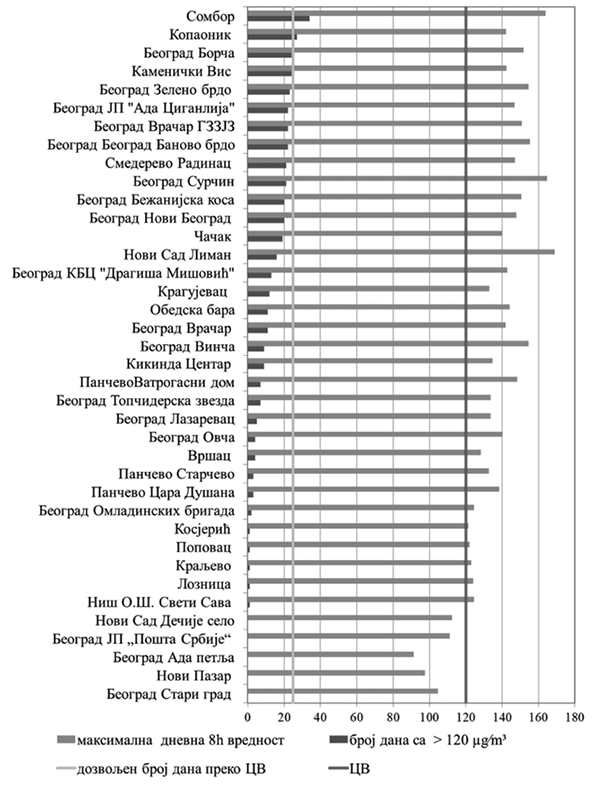 Сомбор
Копаоник
Београд Борча
Каменички Вис
Београд Зелено брдо
Београд ЈП "Ада Циганлија"
Београд Врачар ГЗЗЈЗ
Београд Београд Баново брдо
Смедерево Радинац
Београд Сурчин
Београд Бежанијска коса
Београд Нови Београд
Чачак
Нови Сад Лиман
Београд КБЦ "Драгиша Мишовић"
Крагујевац
Обедска бара
Београд Врачар
Београд Винча
Кикинда Центар
ПанчевоВатрогасни дом
Београд Топчидерска звезда
Београд Лазаревац
Београд Овча
Вршац
Панчево Старчево
Панчево Цара Душана
Београд Омладинских бригада
Косјерић
Поповац
Краљево
Лозница
Ниш О.Ш. Свети Сава
Нови Сад Дечије село
Београд ЈП „Пошта Србије“
Београд Ада петља
Нови Пазар
Београд Стари град
0 20 40 60 80 100 120 140 160 180
максимална дневна 8h вредност број дана са > 120 µg/m³
дозвољен број дана преко ЦВ ЦВ